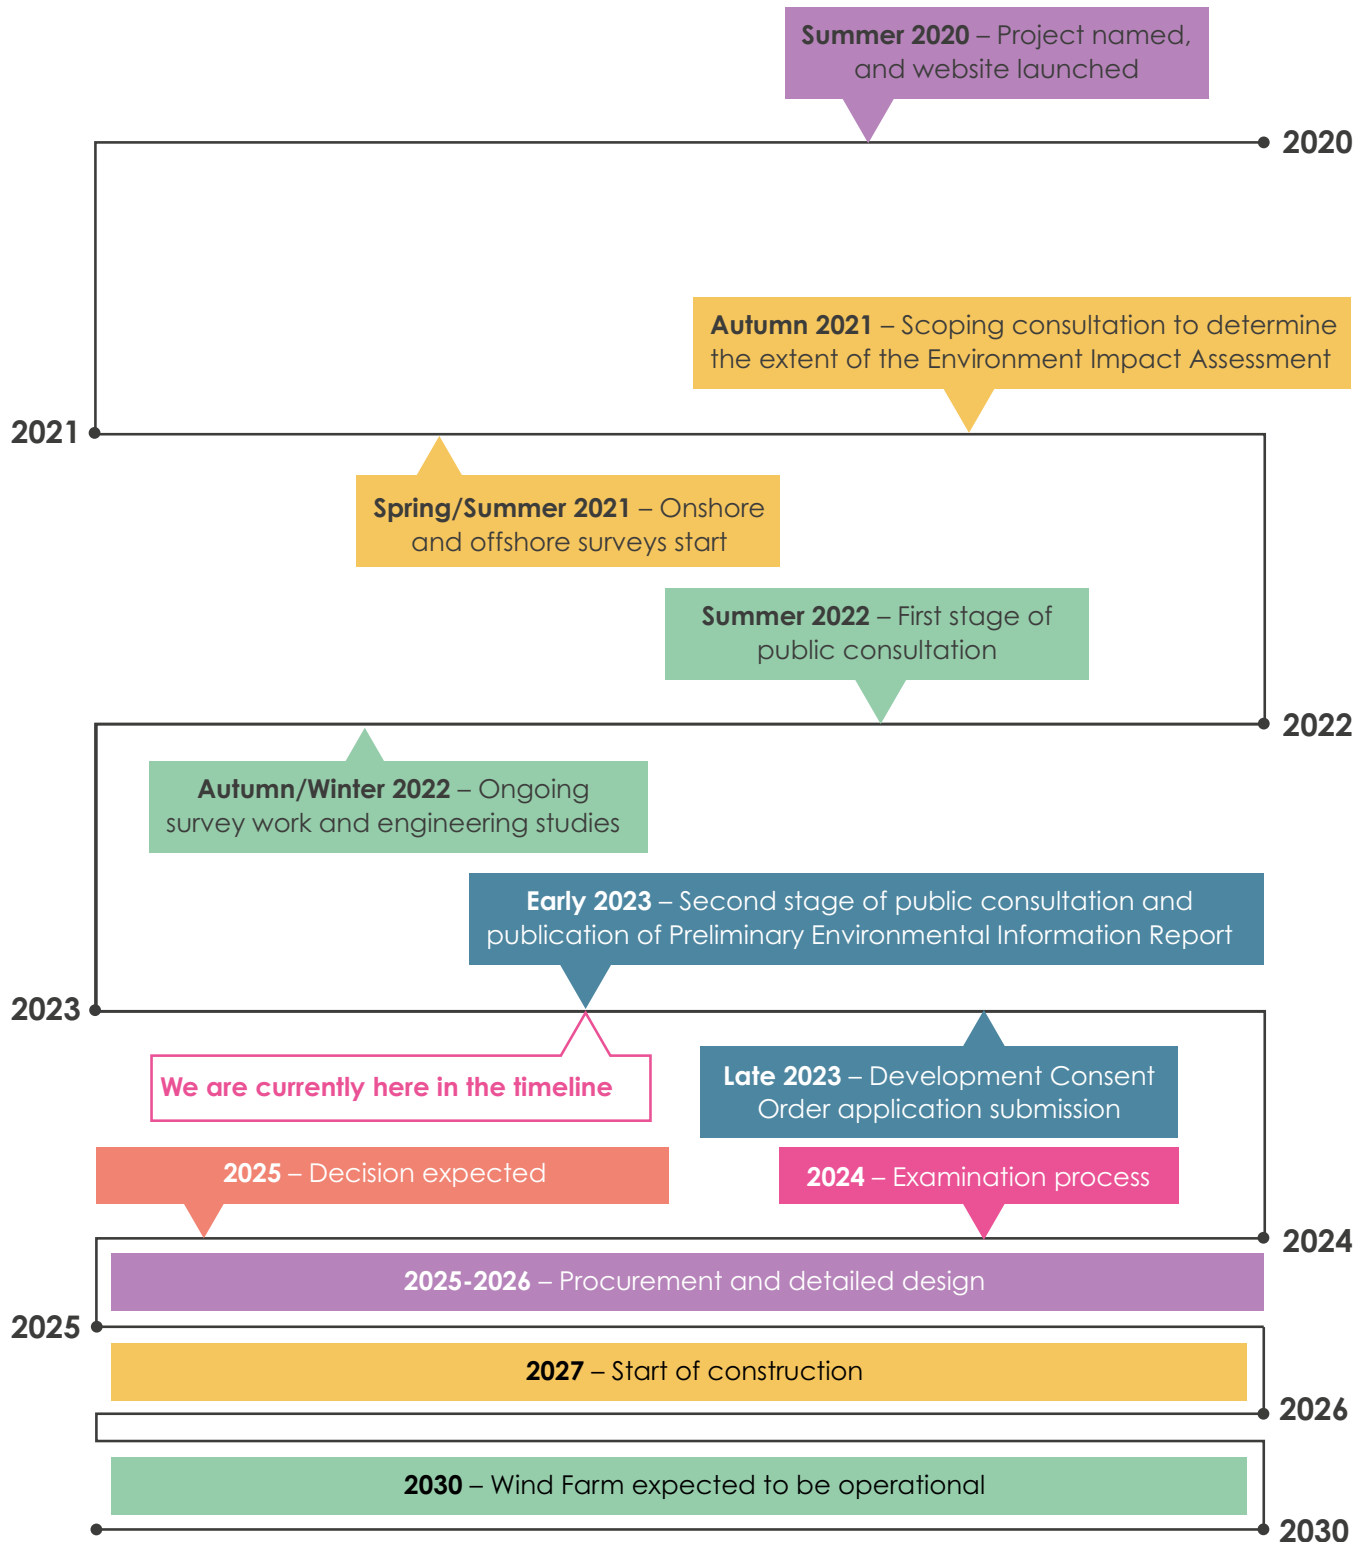 Summer 2020 – Project named,
and website launched
2020
Autumn 2021 – Scoping consultation to determine
the extent of the Environment Impact Assessment
2021
Spring/Summer 2021 – Onshore
and offshore surveys start
Summer 2022 – First stage of
public consultation
2022
Autumn/Winter 2022 – Ongoing
survey work and engineering studies
Early 2023 – Second stage of public consultation and
publication of Preliminary Environmental Information Report
2023
We are currently here in the timeline
Late 2023 – Development Consent
Order application submission
2025 – Decision expected
2024 – Examination process
2024
2025-2026 – Procurement and detailed design
2025
2027 – Start of construction
2026
2030 – Wind Farm expected to be operational
2030